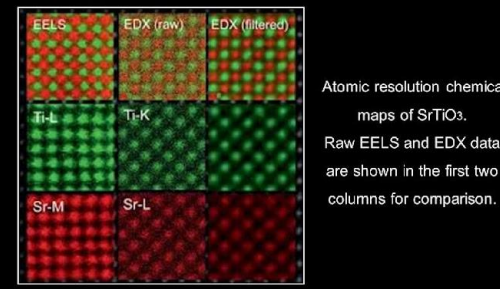 EELS
EDX (raw)
EDX (filtered)
Ti-L
Ti-K
Sr-M
Sr-L
Atomic resolution chemica
maps of SrTiO₃.
Raw EELS and EDX data
are shown in the first two
columns for comparison.